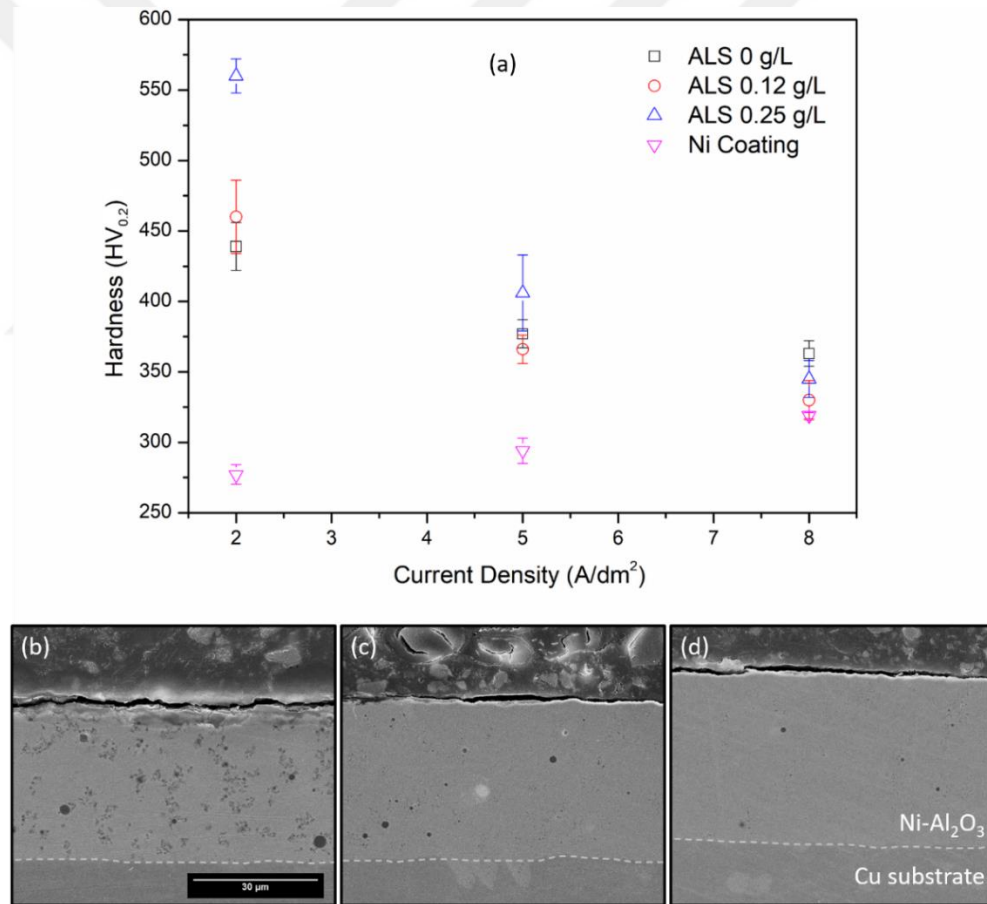 600
550
500
450
400
350
300
250
Hardness (HV0.2)
(a)
ALS 0 g/L
ALS 0.12 g/L
ALS 0.25 g/L
Ni Coating
2 3 4 5 6 7 8
Current Density (A/dm²)
(b)
(c)
(d)
30 µm
Ni-Al₂O₃
Cu substrate